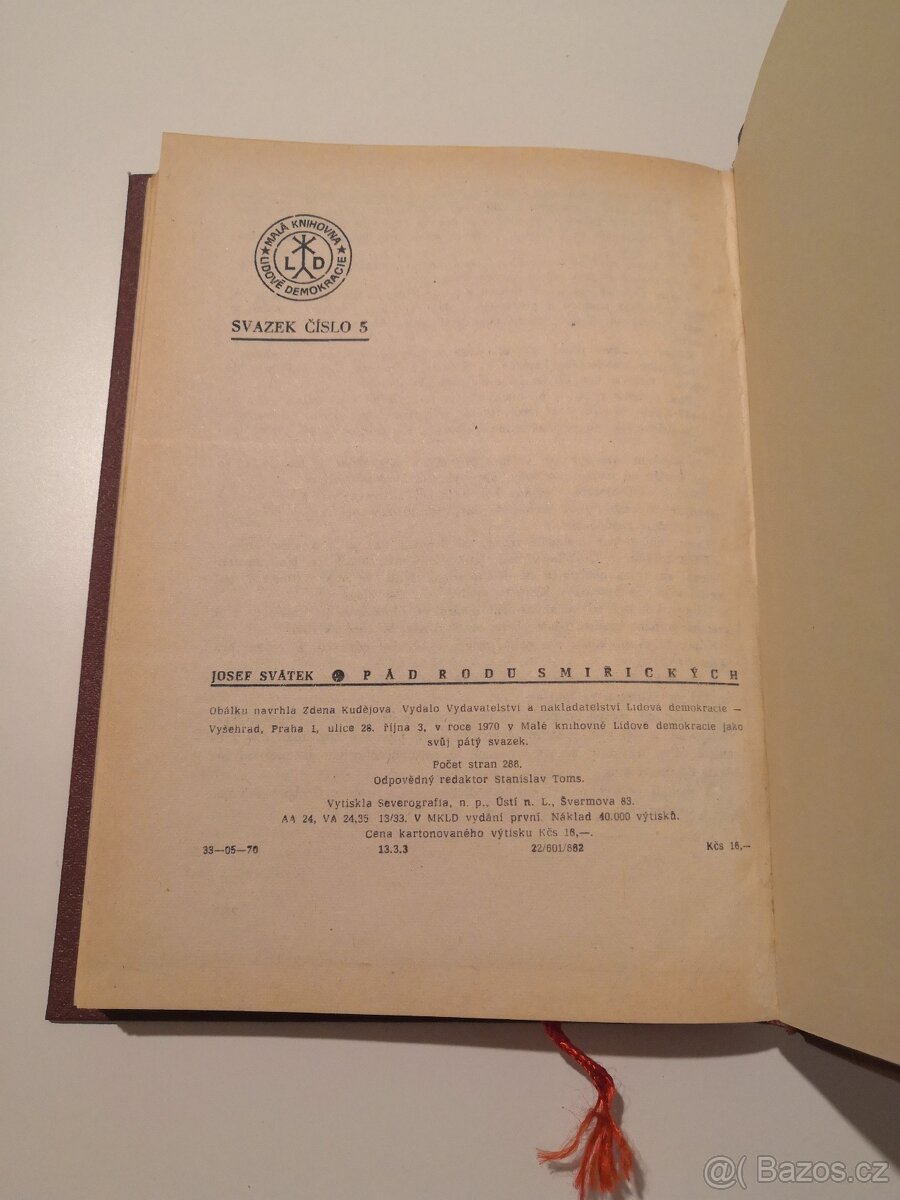 MALÁ KNIHOVNA
LIDOVÉ DEMOKRACIE
L D
SVAZEK ČÍSLO 5
JOSEF SVÁTEK PÁD RODU SMIŘICKÝCH
Obálku navrhla Zdena Kudějová. Vydalo Vydavatelství a nakladatelství Lidová demokracie —
Vyšehrad, Praha 1, ulice 28. října 3, v roce 1970 v Malé knihovně Lidové demokracie jako
svůj pátý svazek.
Počet stran 288.
Odpovědný redaktor Stanislav Toms.
Vytiskla Severografia, n. p., Ústí n. L., Švermova 83.
AA 24, VA 24,35 13/33. V MKLD vydání první. Náklad 40.000 výtisků.
Cena kartonovaného výtisku Kčs 16,—.
33—05—70 13.3.3 22/601/882 Kčs 16,—
@( Bazos.cz